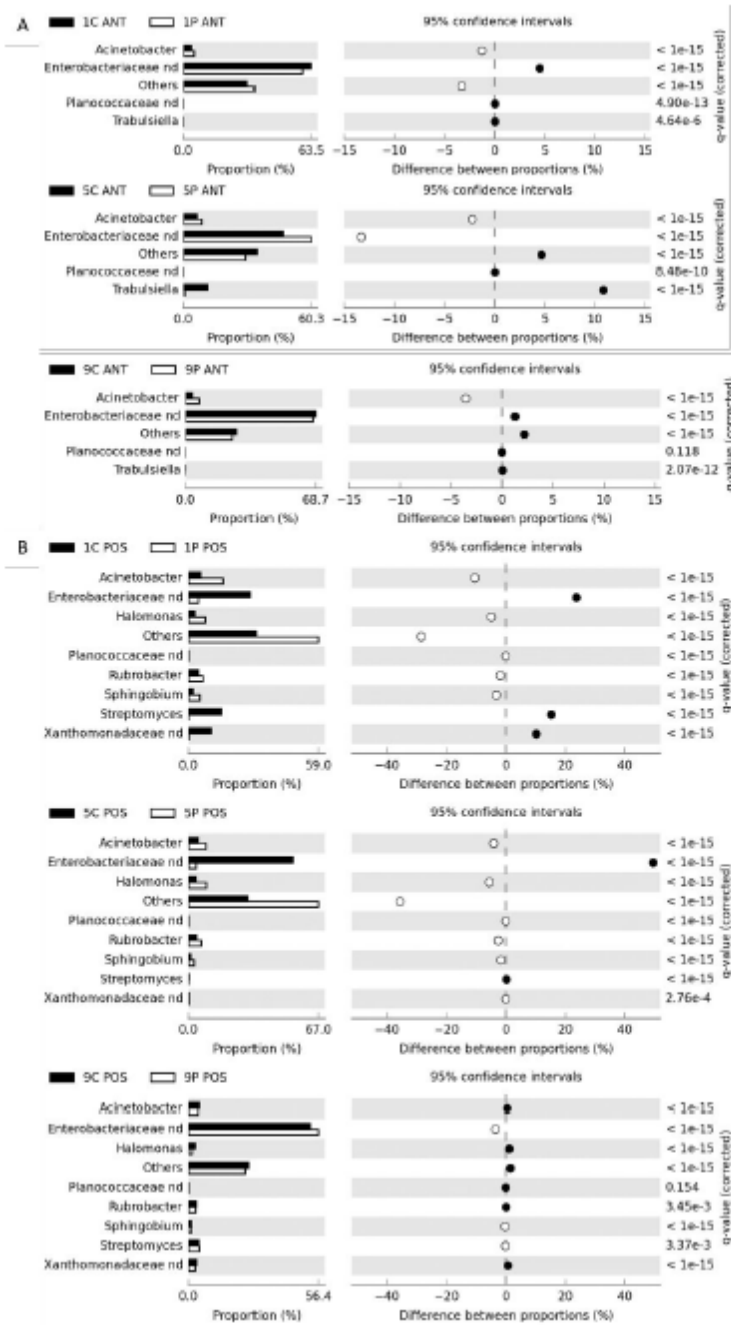 A
1C ANT 1P ANT 95% confidence intervals
Acinetobacter < 1e-15
Enterobacteriaceae nd < 1e-15
Others < 1e-15
Planococcaceae nd 4.90e-13
Trabulsiella 4.64e-6
q-value (corrected)
0.0 63.5 −15 −10 −5 0 5 10 15
Proportion (%) Difference between proportions (%)
5C ANT 5P ANT 95% confidence intervals
Acinetobacter < 1e-15
Enterobacteriaceae nd < 1e-15
Others < 1e-15
Planococcaceae nd 8.48e-10
Trabulsiella < 1e-15
q-value (corrected)
0.0 60.3 −15 −10 −5 0 5 10 15
Proportion (%) Difference between proportions (%)
9C ANT 9P ANT 95% confidence intervals
Acinetobacter < 1e-15
Enterobacteriaceae nd < 1e-15
Others < 1e-15
Planococcaceae nd 0.118
Trabulsiella 2.07e-12
q-value (corrected)
0.0 68.7 −15 −10 −5 0 5 10 15
Proportion (%) Difference between proportions (%)
B
1C POS 1P POS 95% confidence intervals
Acinetobacter < 1e-15
Enterobacteriaceae nd < 1e-15
Halomonas < 1e-15
Others < 1e-15
Planococcaceae nd < 1e-15
Rubrobacter < 1e-15
Sphingobium < 1e-15
Streptomyces < 1e-15
Xanthomonadaceae nd < 1e-15
q-value (corrected)
0.0 59.0 −40 −20 0 20 40
Proportion (%) Difference between proportions (%)
5C POS 5P POS 95% confidence intervals
Acinetobacter < 1e-15
Enterobacteriaceae nd < 1e-15
Halomonas < 1e-15
Others < 1e-15
Planococcaceae nd < 1e-15
Rubrobacter < 1e-15
Sphingobium < 1e-15
Streptomyces < 1e-15
Xanthomonadaceae nd 2.76e-4
q-value (corrected)
0.0 67.0 −40 −20 0 20 40
Proportion (%) Difference between proportions (%)
9C POS 9P POS 95% confidence intervals
Acinetobacter < 1e-15
Enterobacteriaceae nd < 1e-15
Halomonas < 1e-15
Others < 1e-15
Planococcaceae nd 0.154
Rubrobacter 3.45e-3
Sphingobium < 1e-15
Streptomyces 3.37e-3
Xanthomonadaceae nd < 1e-15
q-value (corrected)
0.0 56.4 −40 −20 0 20 40
Proportion (%) Difference between proportions (%)